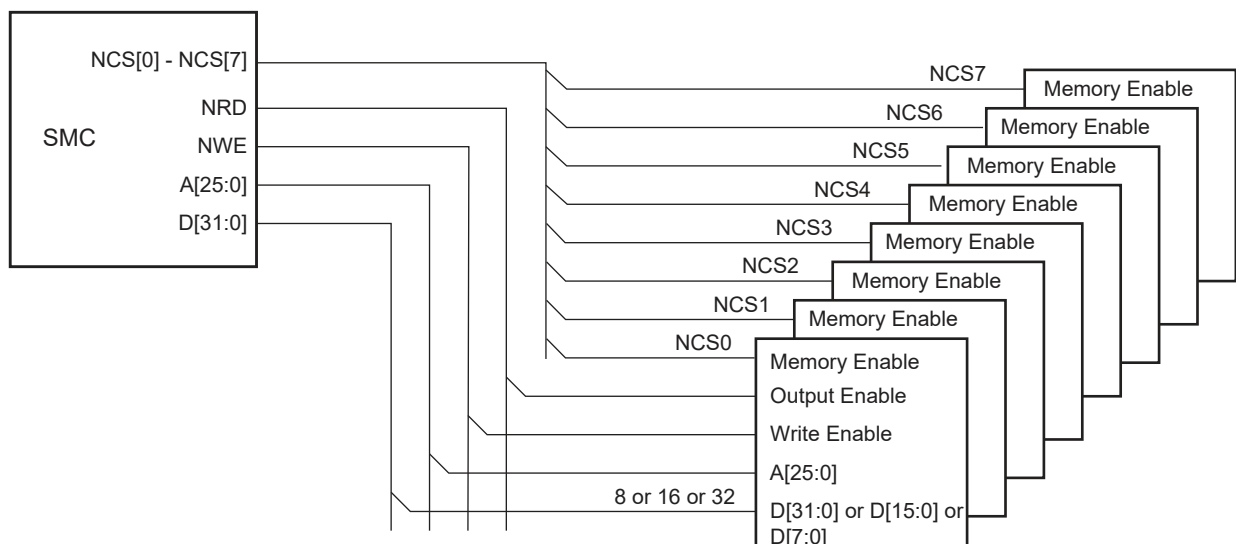 SMC
NCS[0] - NCS[7]
NRD
NWE
A[25:0]
D[31:0]
NCS7
Memory Enable
NCS6
Memory Enable
NCS5
Memory Enable
NCS4
Memory Enable
NCS3
Memory Enable
NCS2
Memory Enable
NCS1
Memory Enable
NCS0
Memory Enable
Output Enable
Write Enable
A[25:0]
8 or 16 or 32
D[31:0] or D[15:0] or
D[7:0]